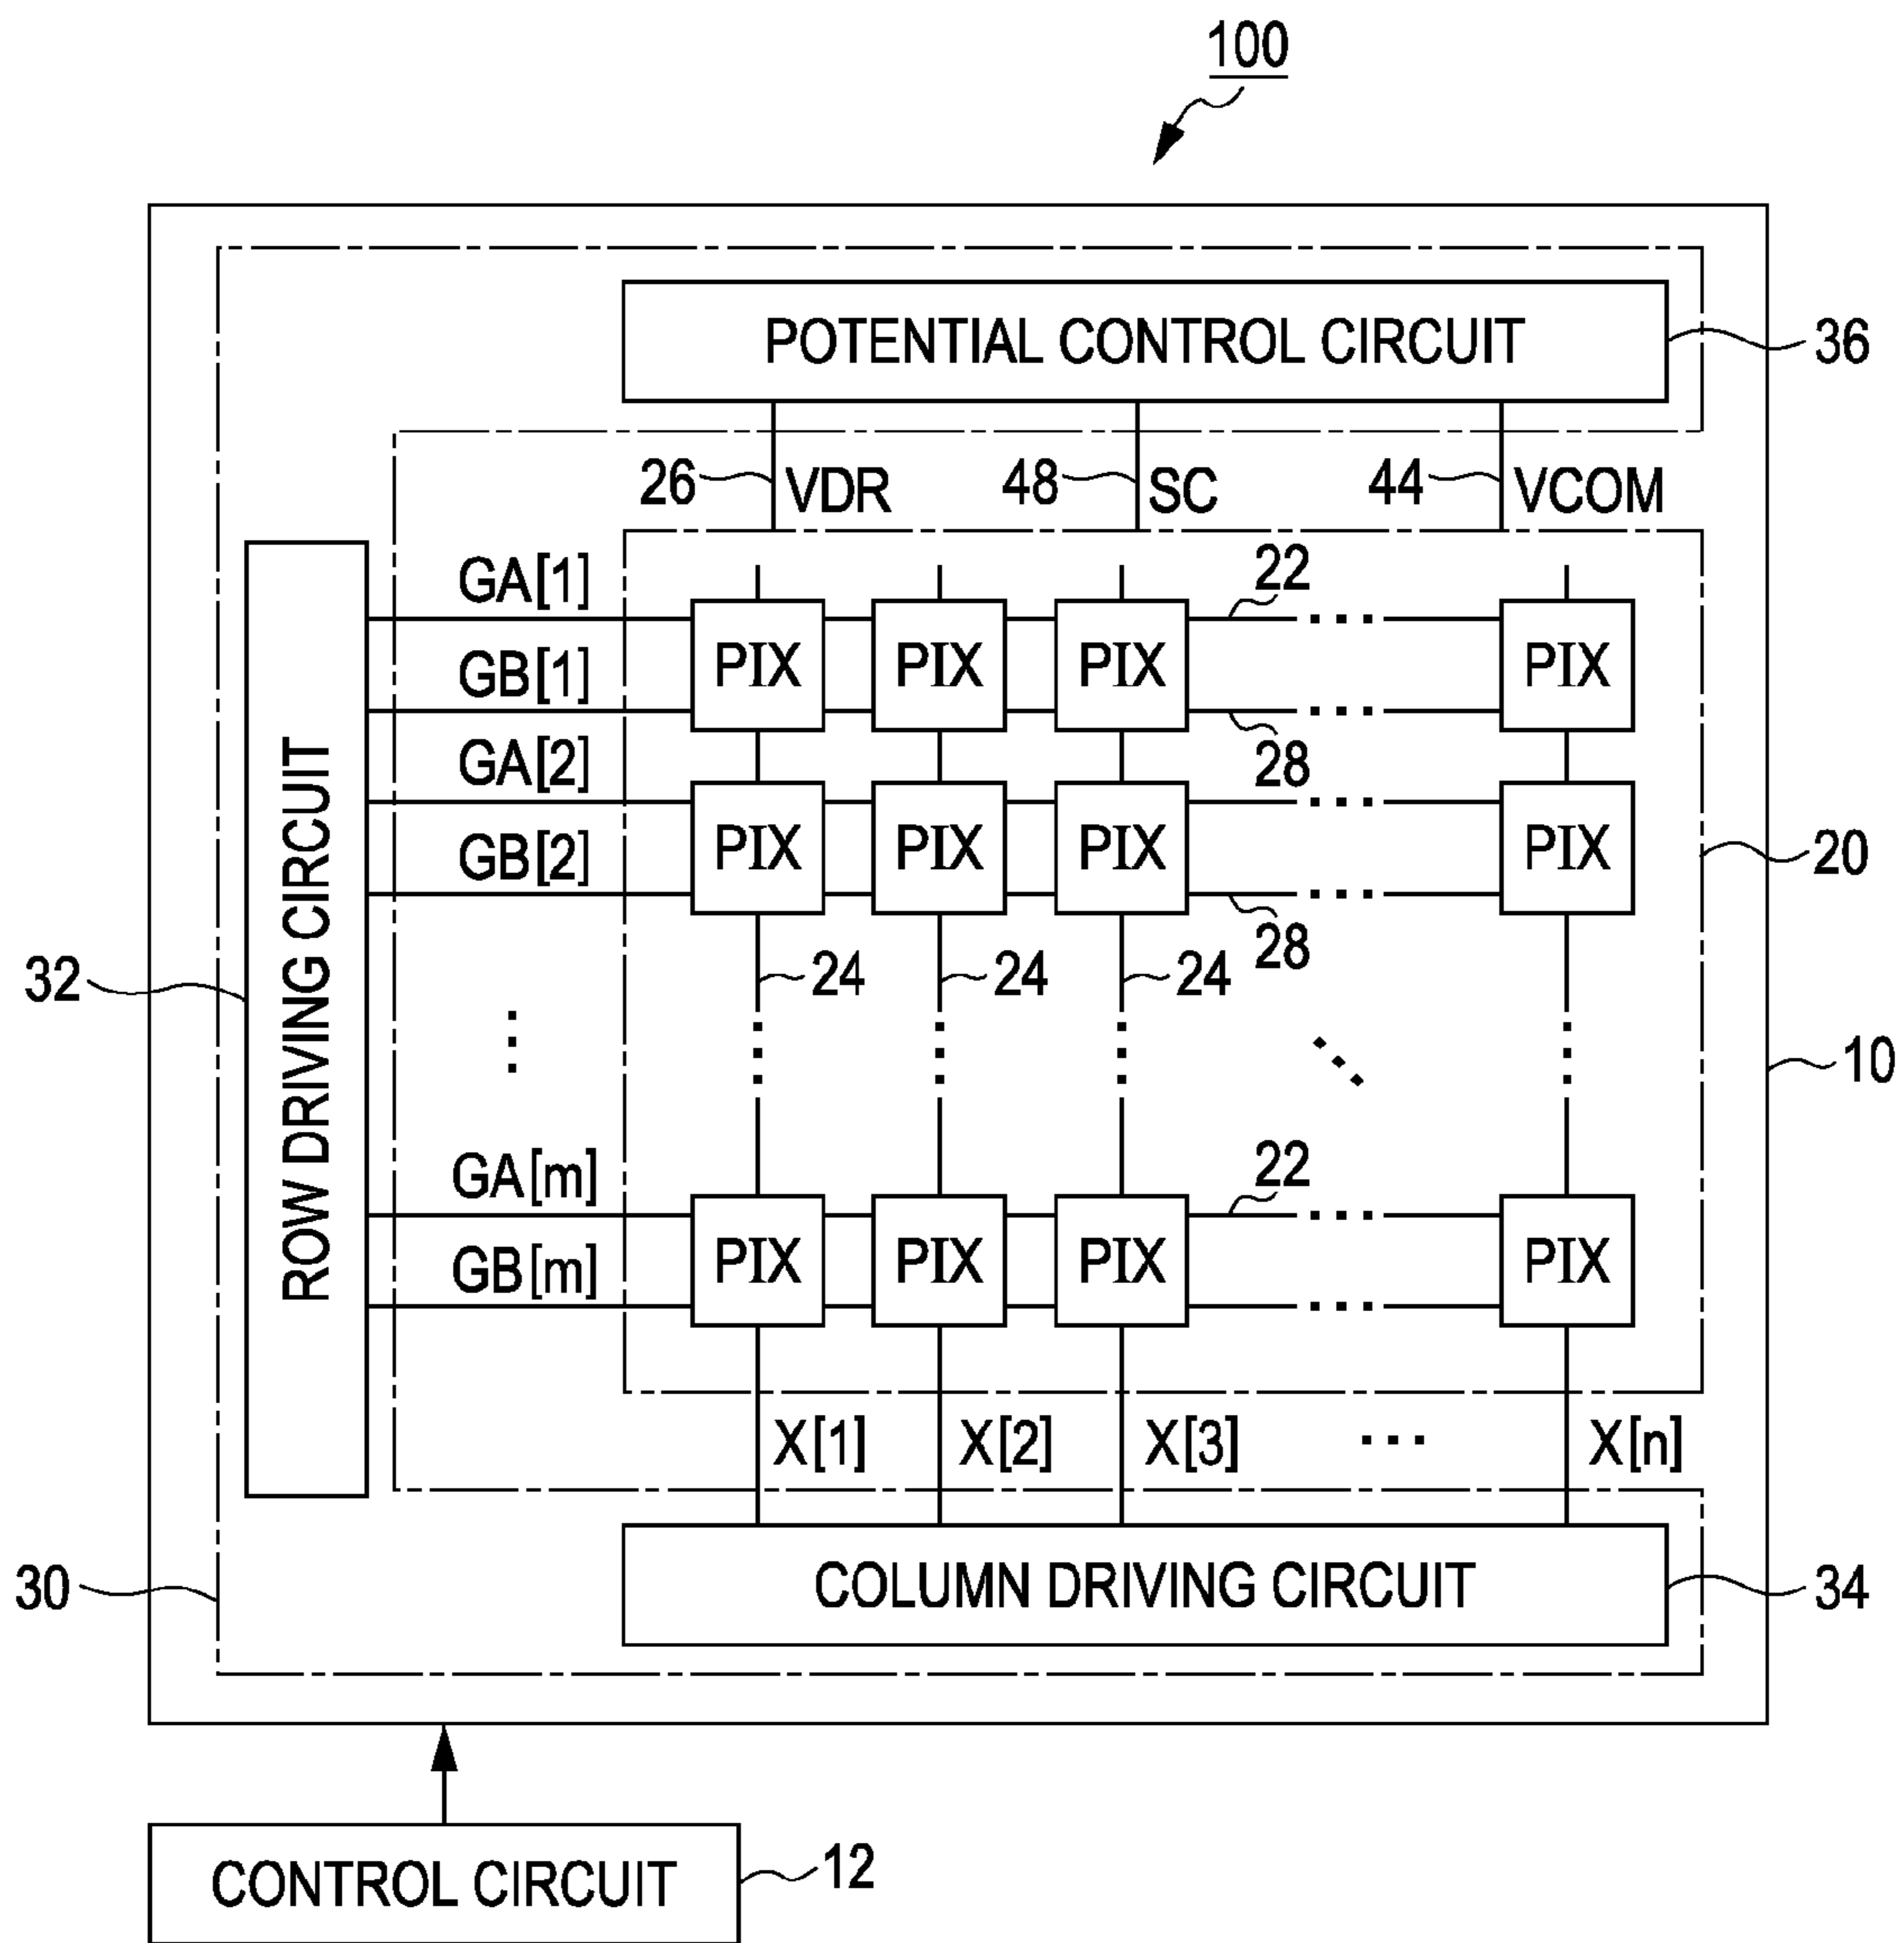 100
POTENTIAL CONTROL CIRCUIT
36
26
VDR
48
SC
44
VCOM
GA[1]
22
PIX PIX PIX ... PIX
GB[1]
28
GA[2]
PIX PIX PIX ... PIX
20
GB[2]
28
ROW DRIVING CIRCUIT
32
24 24 24
10
GA[m]
22
PIX PIX PIX ... PIX
GB[m]
X[1] X[2] X[3] ... X[n]
30
COLUMN DRIVING CIRCUIT
34
CONTROL CIRCUIT
12